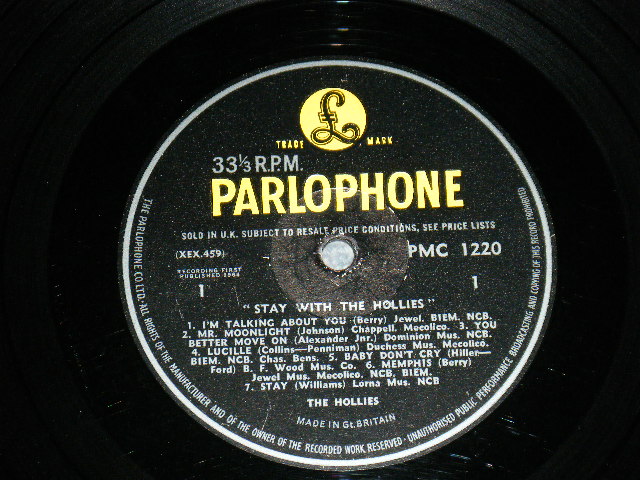 £
TRADE MARK
33⅓ R.P.M.
PARLOPHONE
SOLD IN U.K. SUBJECT TO RESALE PRICE CONDITIONS, SEE PRICE LISTS
(XEX.459)
PMC 1220
RECORDING FIRST
PUBLISHED 1964
1
1
"STAY WITH THE HOLLIES"
1. I'M TALKING ABOUT YOU (Berry) Jewel. BIEM. NCB.
2. MR. MOONLIGHT (Johnson) Chappell. Mecolico. 3. YOU
BETTER MOVE ON (Alexander Jnr.) Dominion Mus. NCB.
4. LUCILLE (Collins—Penniman) Duchess Mus. Mecolico.
BIEM. NCB. Chas. Bens. 5. BABY DON'T CRY (Hiller—
Ford) B. F. Wood Mus. Co. 6. MEMPHIS (Berry)
Jewel Mus. Mecolico. NCB. BIEM.
7. STAY (Williams) Lorna Mus. NCB
THE HOLLIES
MADE IN Gt. BRITAIN
THE PARLOPHONE CO. LTD.-ALL RIGHTS OF THE MANUFACTURER AND OF THE OWNER OF THE RECORDED WORK RESERVED·UNAUTHORISED PUBLIC PERFORMANCE BROADCASTING AND COPYING OF THIS RECORD PROHIBITED